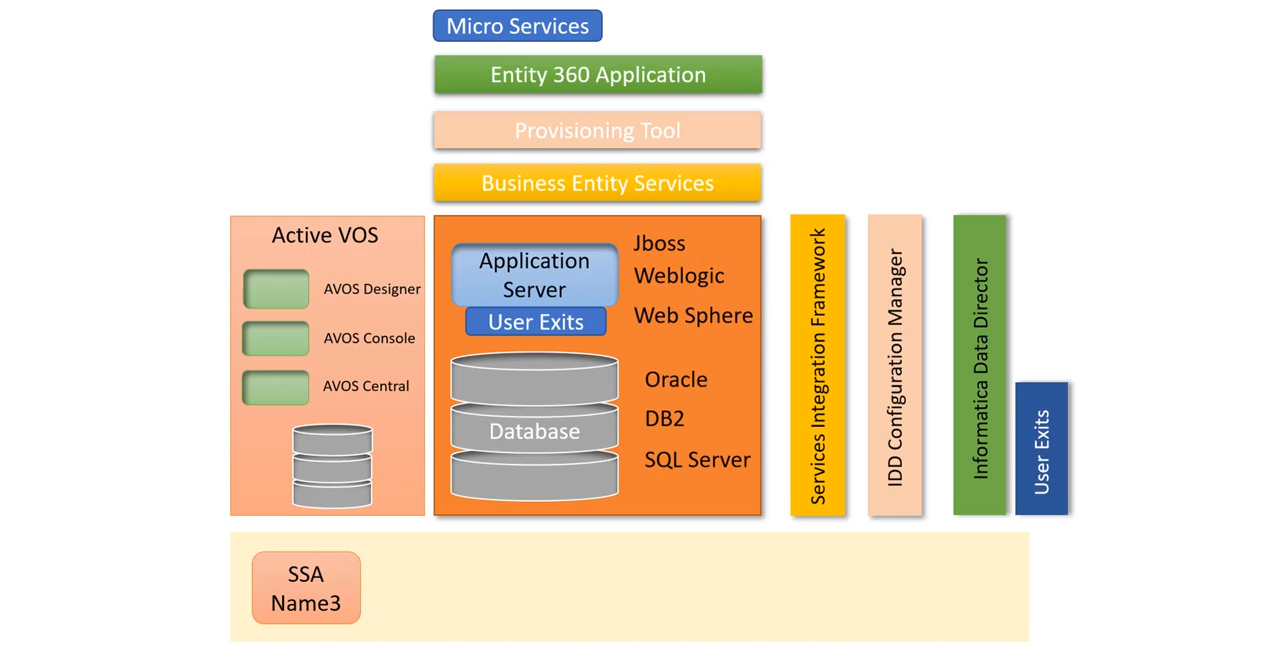 Micro Services
Entity 360 Application
Provisioning Tool
Business Entity Services
Active VOS
AVOS Designer
AVOS Console
AVOS Central
Application
Server
User Exits
Jboss
Weblogic
Web Sphere
Database
Oracle
DB2
SQL Server
Services Integration Framework
IDD Configuration Manager
Informatica Data Director
User Exits
SSA
Name3